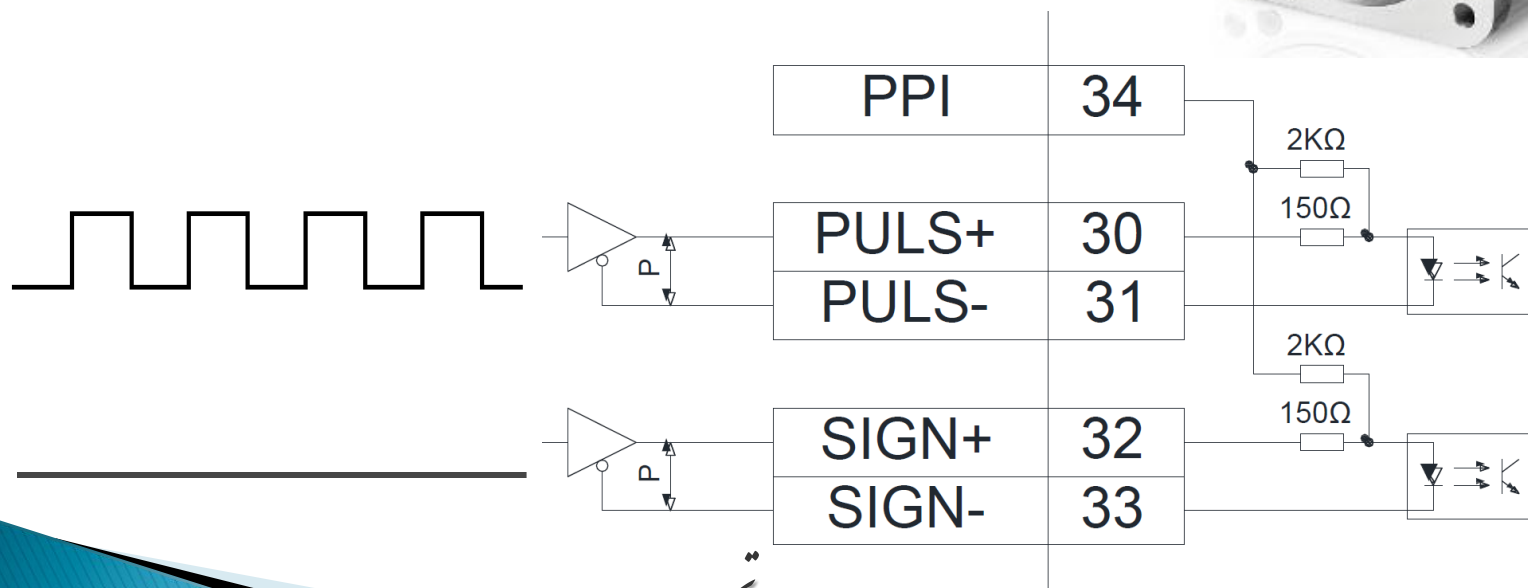 PPI 34
2KΩ
150Ω
PULS+ 30
P
PULS- 31
2KΩ
150Ω
SIGN+ 32
P
SIGN- 33